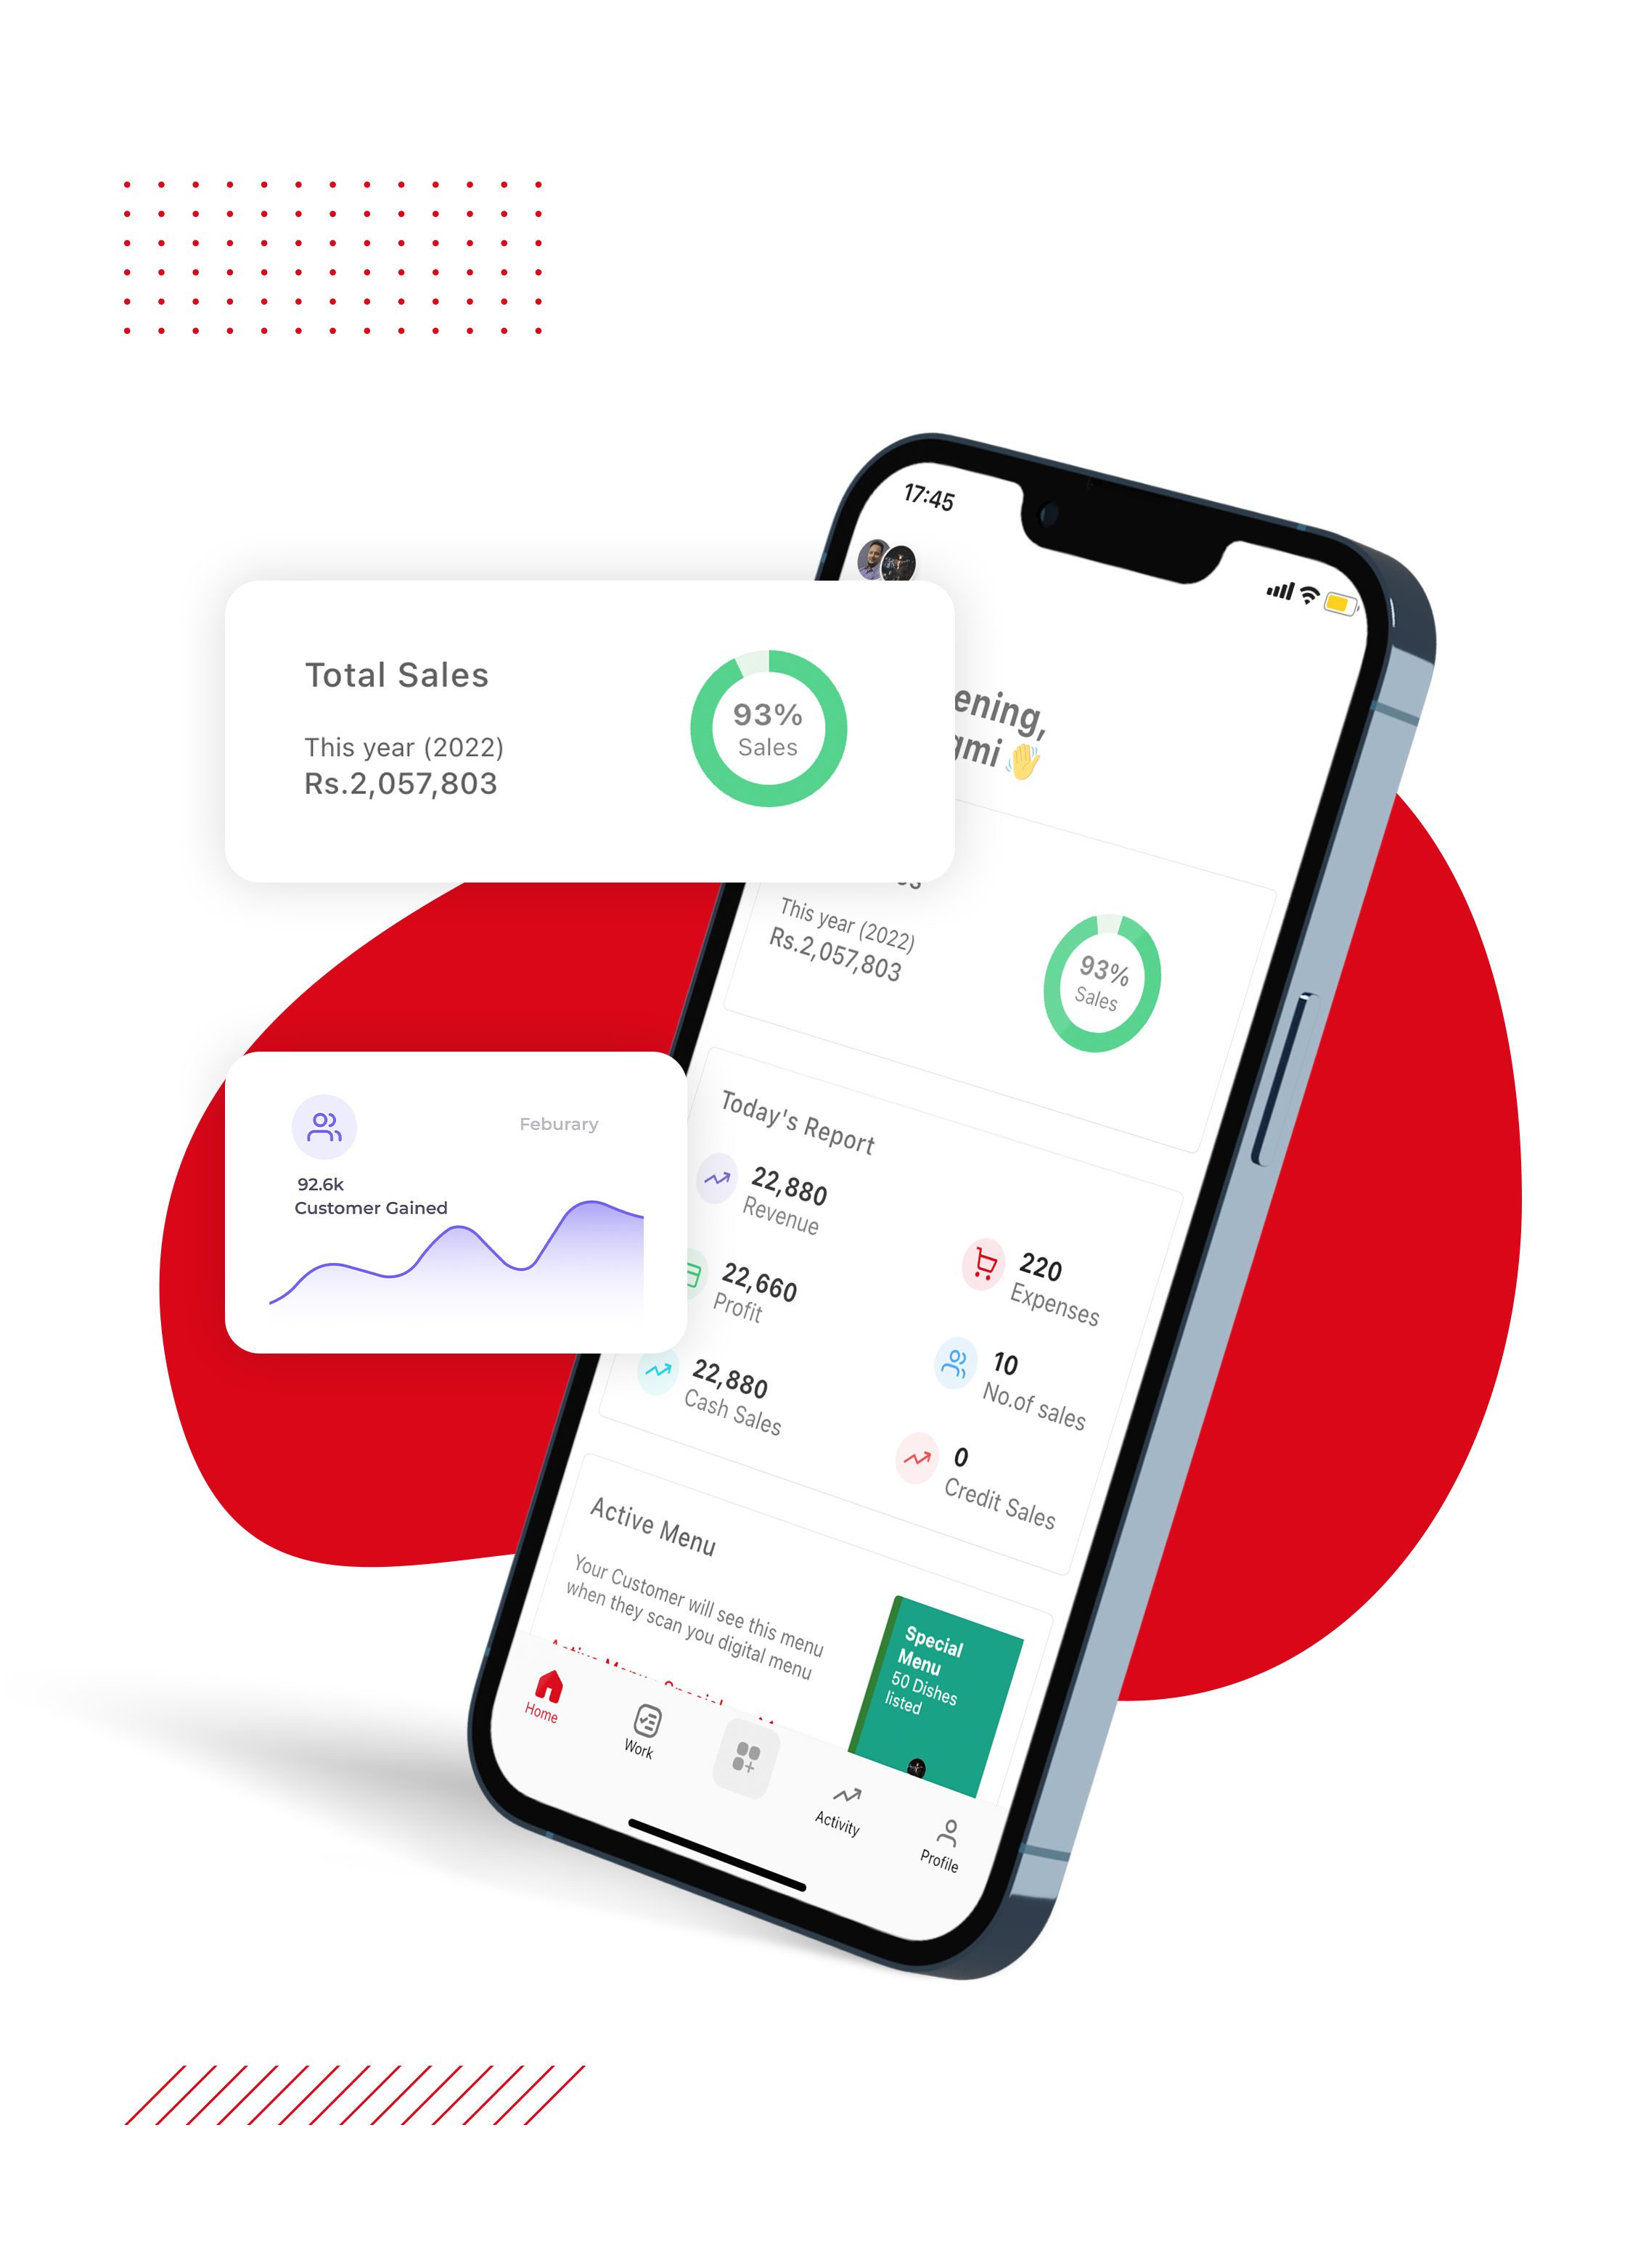 17:45
Total Sales
This year (2022)
Rs.2,057,803
93%
Sales
ening,
gmi 👋
This year (2022)
Rs.2,057,803
93%
Sales
Feburary
92.6k
Customer Gained
Today's Report
22,880
Revenue
220
Expenses
22,660
Profit
10
No.of sales
22,880
Cash Sales
0
Credit Sales
Active Menu
Your Customer will see this menu
when they scan you digital menu
Special
Menu
50 Dishes
listed
Home
Work
Activity
Profile